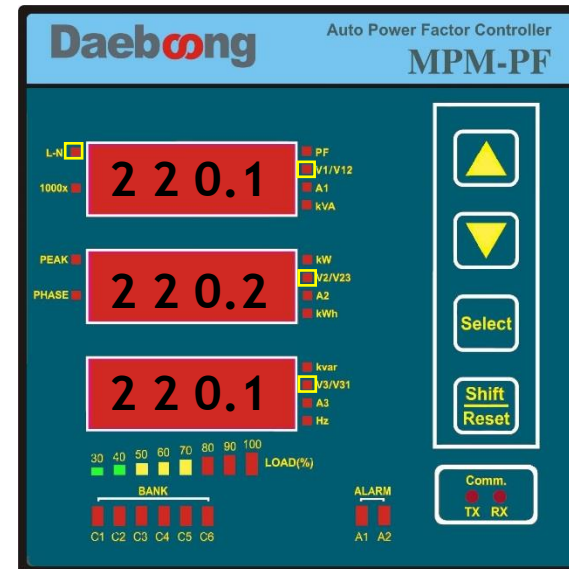 Daeboong
Auto Power Factor Controller
MPM-PF
L-N
1000x
220.1
PF
V1/V12
A1
kVA
PEAK
PHASE
220.2
kW
V2/V23
A2
kWh
220.1
kvar
V3/V31
A3
Hz
30 40 50 60 70 80 90 100
LOAD(%)
BANK
C1 C2 C3 C4 C5 C6
ALARM
A1 A2
Select
Shift
Reset
Comm.
TX RX